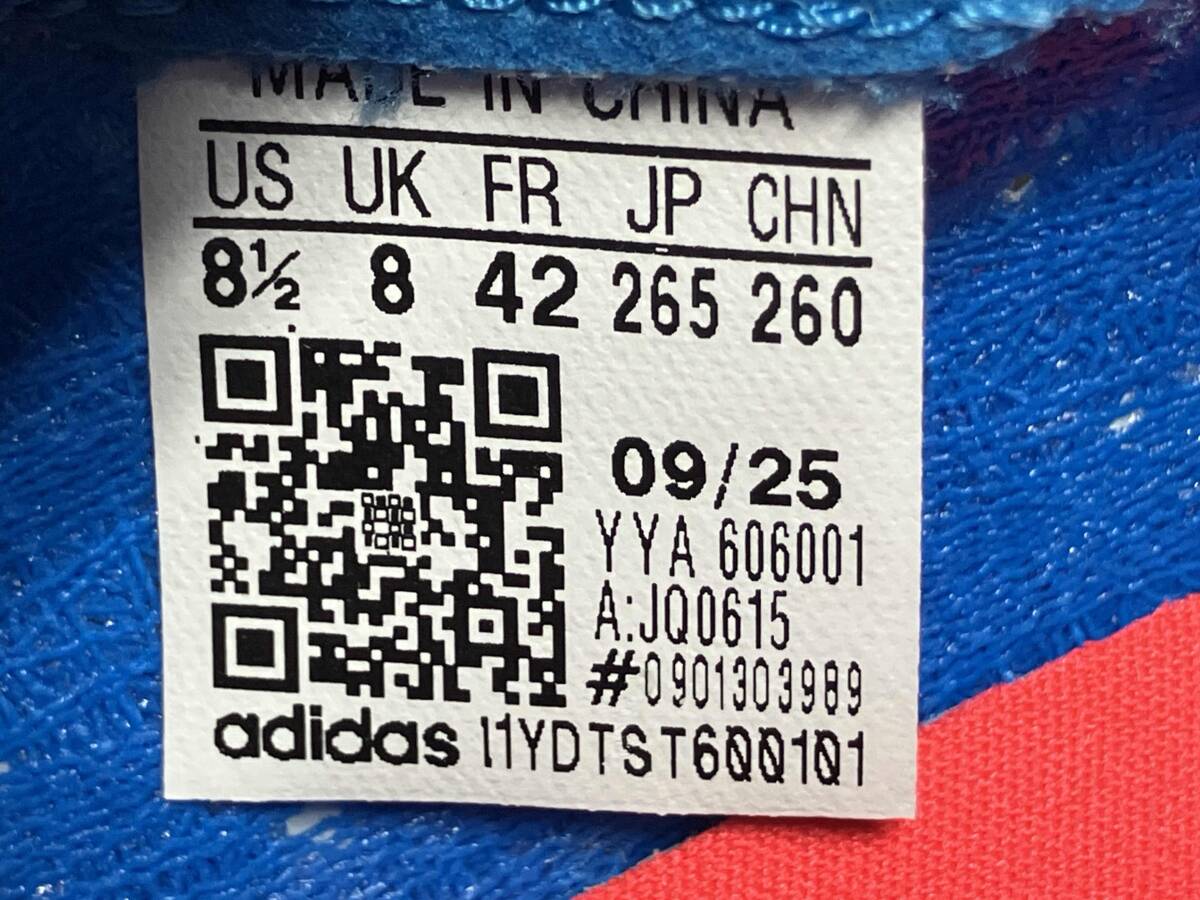 MADE IN CHINA
US UK FR JP CHN
8½ 8 42 265 260
09/25
YYA 606001
A:JQ0615
#0901303989
adidas 11YDTST600101